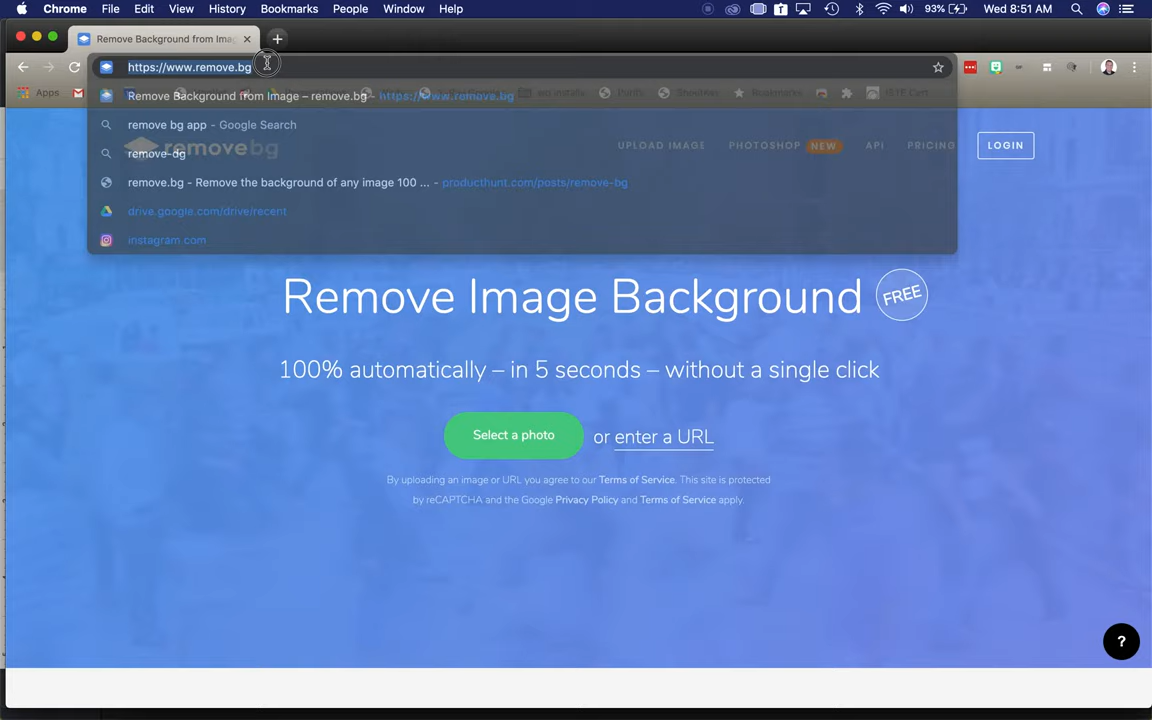 Chrome File Edit View History Bookmarks People Window Help 93% Wed 8:51 AM
Remove Background from Ima
https://www.remove.bg
Apps
Bookmarks
ISTE Cert
Remove Background from Image – remove.bg - https://www.remove.bg
remove bg app - Google Search
removebg
UPLOAD IMAGE PHOTOSHOP NEW API PRICING LOGIN
remove-dg
remove.bg - Remove the background of any image 100 ... - producthunt.com/posts/remove-bg
drive.google.com/drive/recent
instagram.com
Remove Image Background FREE
100% automatically – in 5 seconds – without a single click
Select a photo or enter a URL
By uploading an image or URL you agree to our Terms of Service. This site is protected
by reCAPTCHA and the Google Privacy Policy and Terms of Service apply.
?